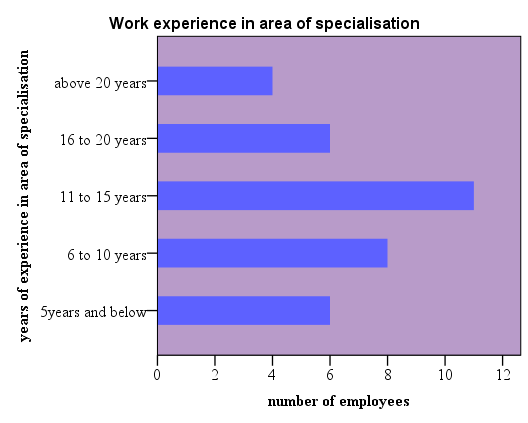 Work experience in area of specialisation
years of experience in area of specialisation
above 20 years
16 to 20 years
11 to 15 years
6 to 10 years
5years and below
0 2 4 6 8 10 12
number of employees